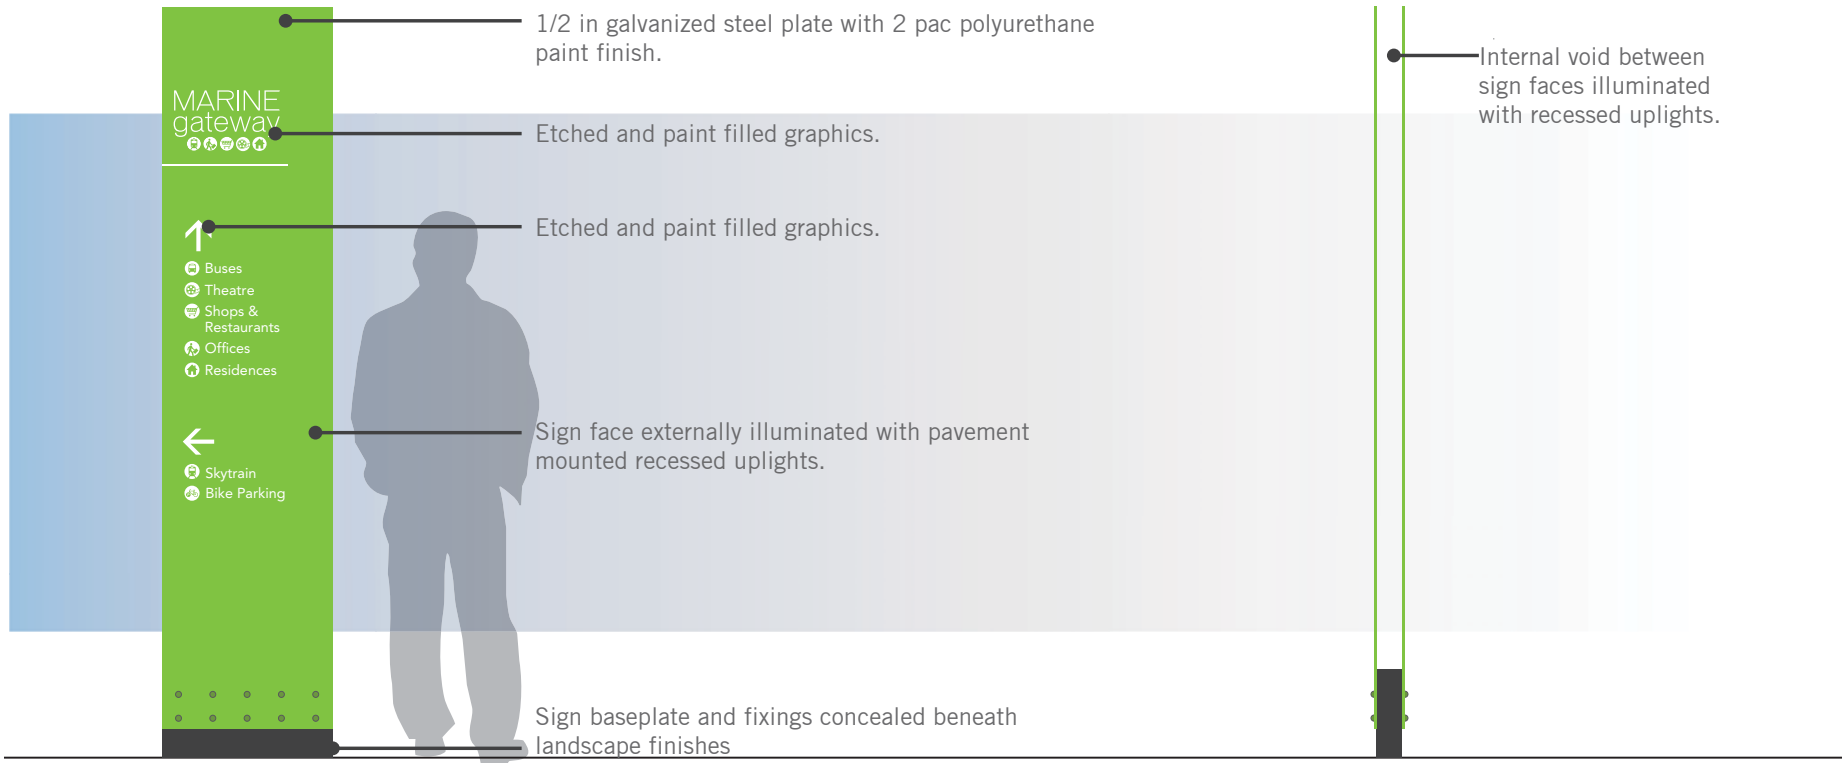 1/2 in galvanized steel plate with 2 pac polyurethane
paint finish.
Internal void between
sign faces illuminated
with recessed uplights.
MARINE
gateway
Etched and paint filled graphics.
Etched and paint filled graphics.
Buses
Theatre
Shops &
Restaurants
Offices
Residences
Sign face externally illuminated with pavement
mounted recessed uplights.
Skytrain
Bike Parking
Sign baseplate and fixings concealed beneath
landscape finishes